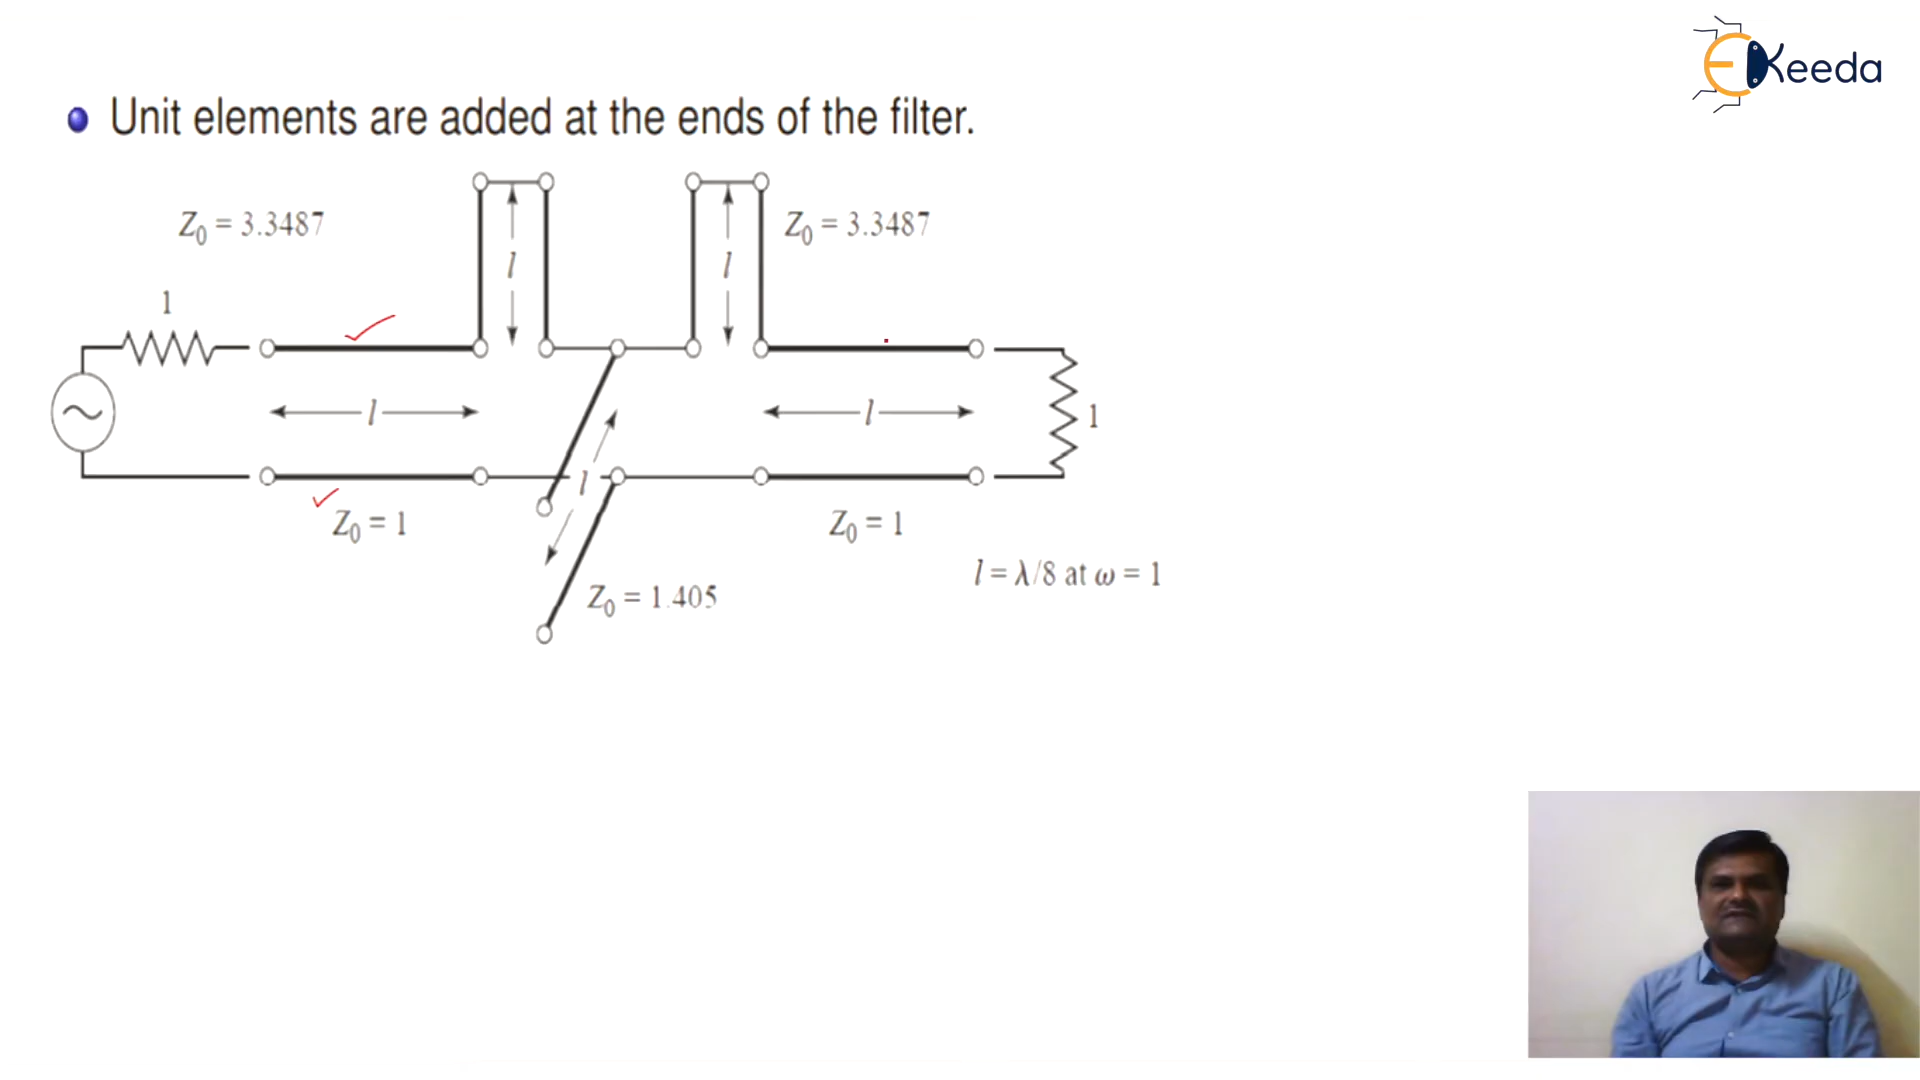 EKeeda
Unit elements are added at the ends of the filter.
Z0 = 3.3487
Z0 = 3.3487
l
l
1
l
l
1
l
Z0 = 1
Z0 = 1
l = λ/8 at ω = 1
Z0 = 1.405